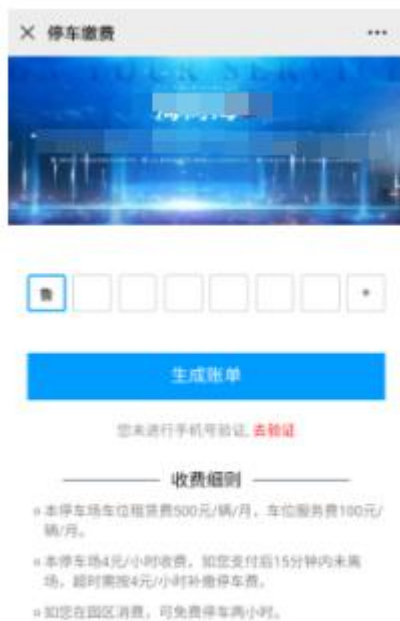 停车缴费
鲁
+
生成账单
您未进行手机号验证, 去验证
收费细则
本停车场车位租赁费500元/辆/月, 车位服务费100元/
辆/月。
本停车场4元/小时收费, 如您支付后15分钟内未离
场, 超时需按4元/小时补缴停车费。
如您在园区消费, 可免费停车两小时。